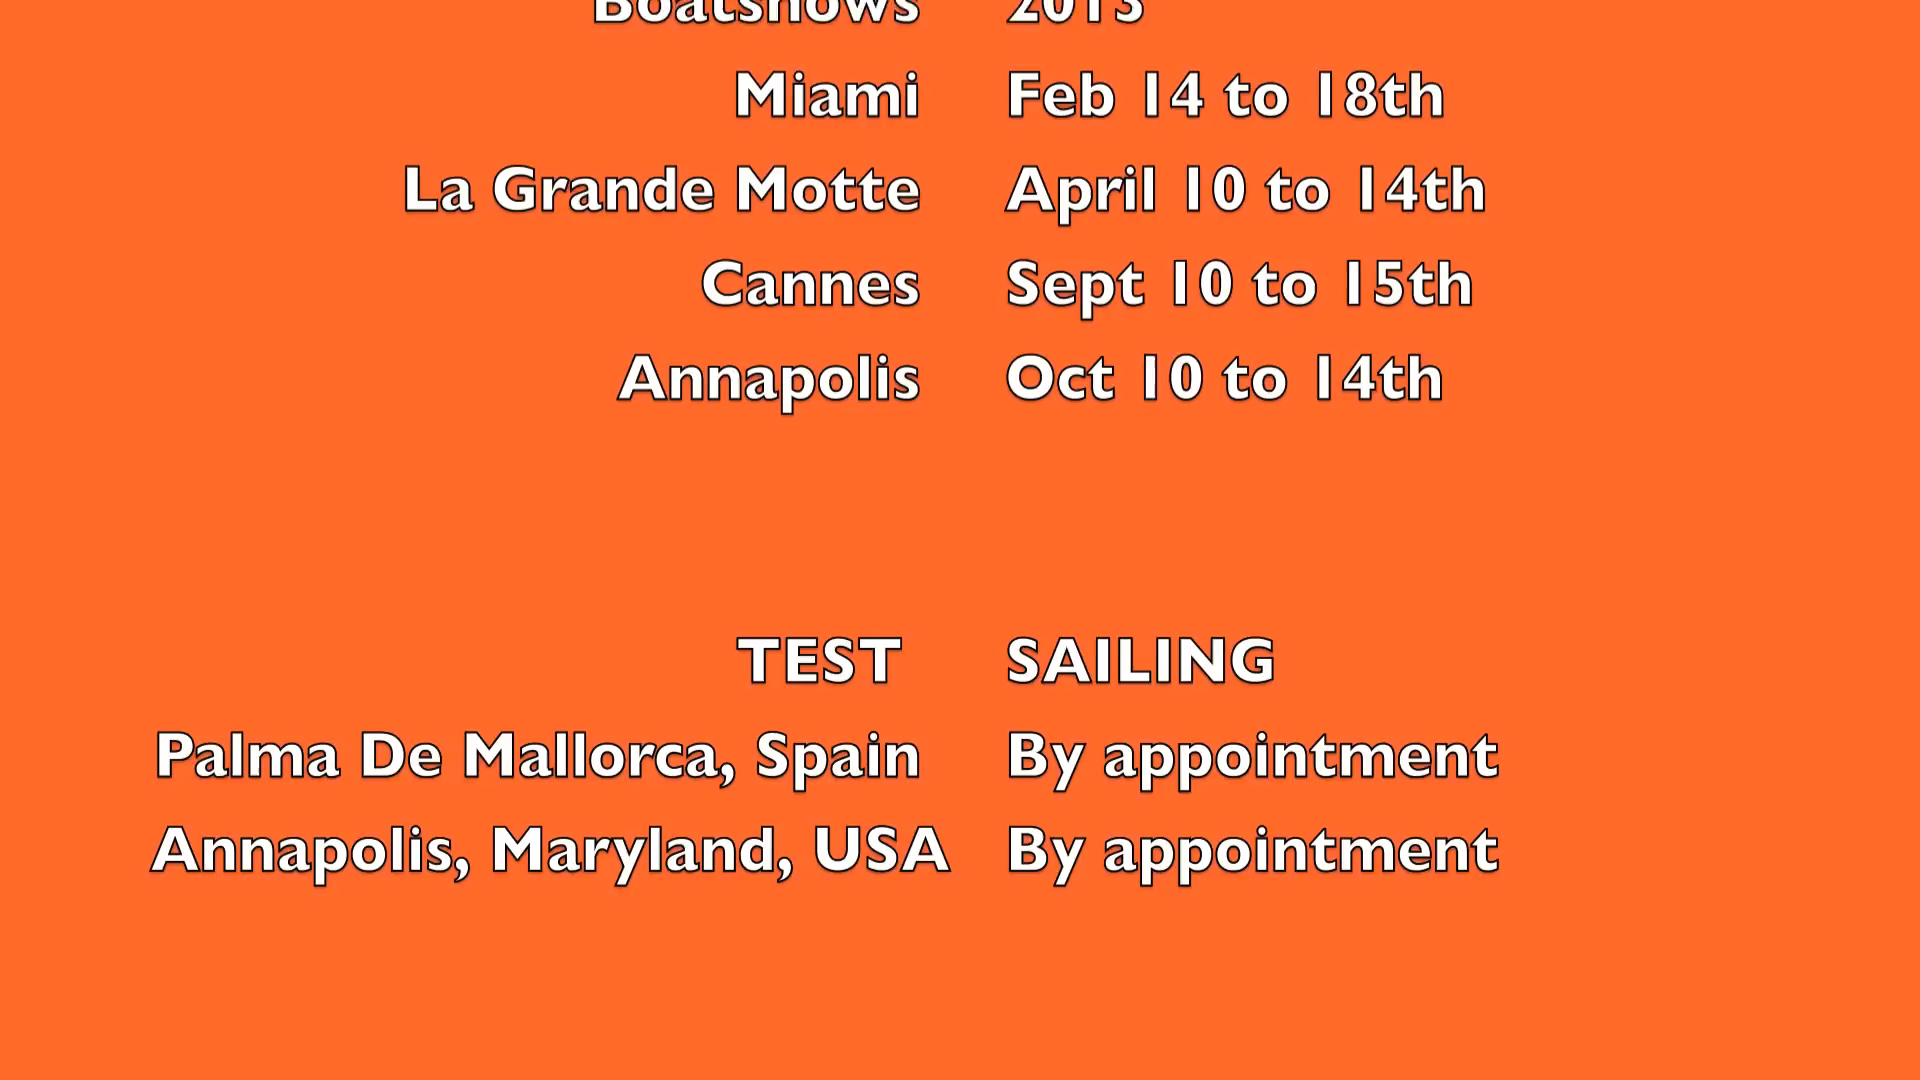 Boatshows 2013
Miami Feb 14 to 18th
La Grande Motte April 10 to 14th
Cannes Sept 10 to 15th
Annapolis Oct 10 to 14th
TEST SAILING
Palma De Mallorca, Spain By appointment
Annapolis, Maryland, USA By appointment